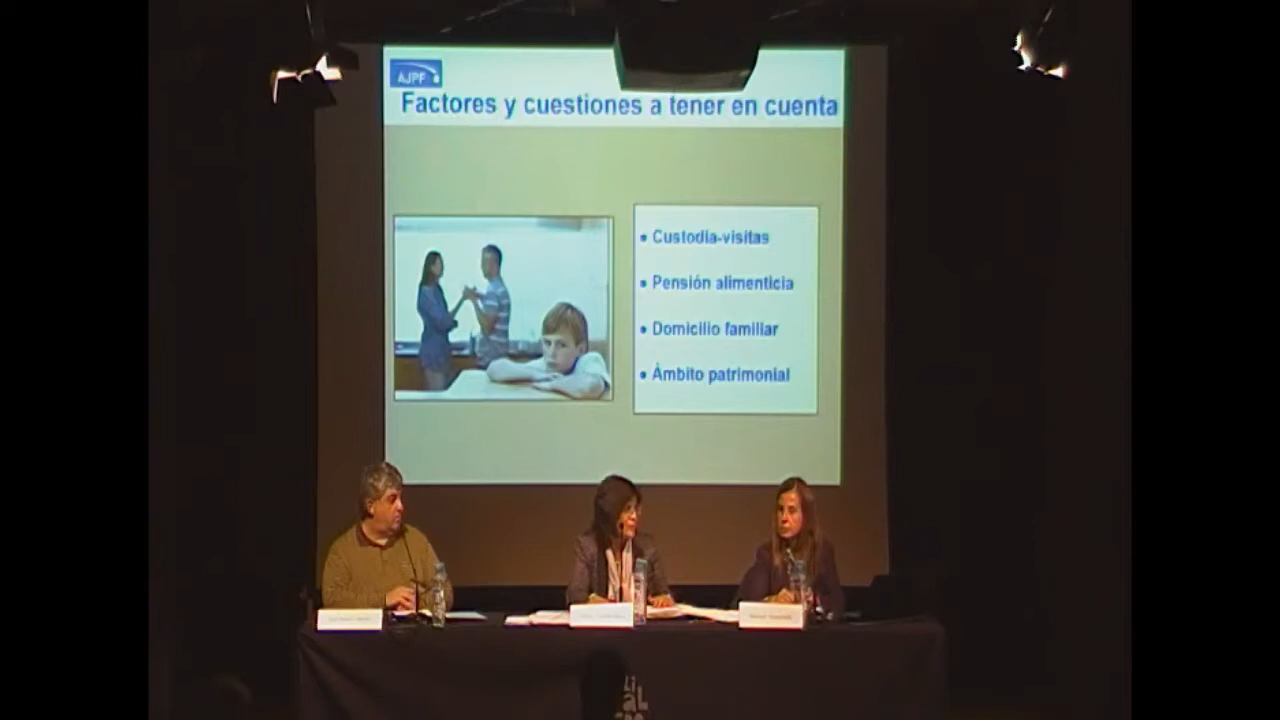 AJPF
Factores y cuestiones a tener en cuenta
• Custodia-visitas
• Pensión alimenticia
• Domicilio familiar
• Ámbito patrimonial